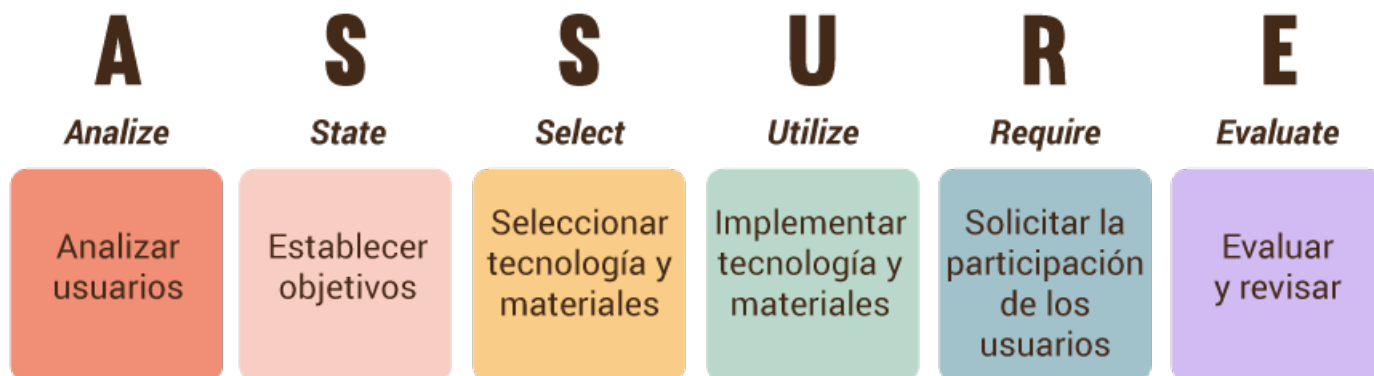 A S S U R E
Analize State Select Utilize Require Evaluate
Analizar
usuarios
Establecer
objetivos
Seleccionar
tecnología y
materiales
Implementar
tecnología y
materiales
Solicitar la
participación
de los
usuarios
Evaluar
y revisar